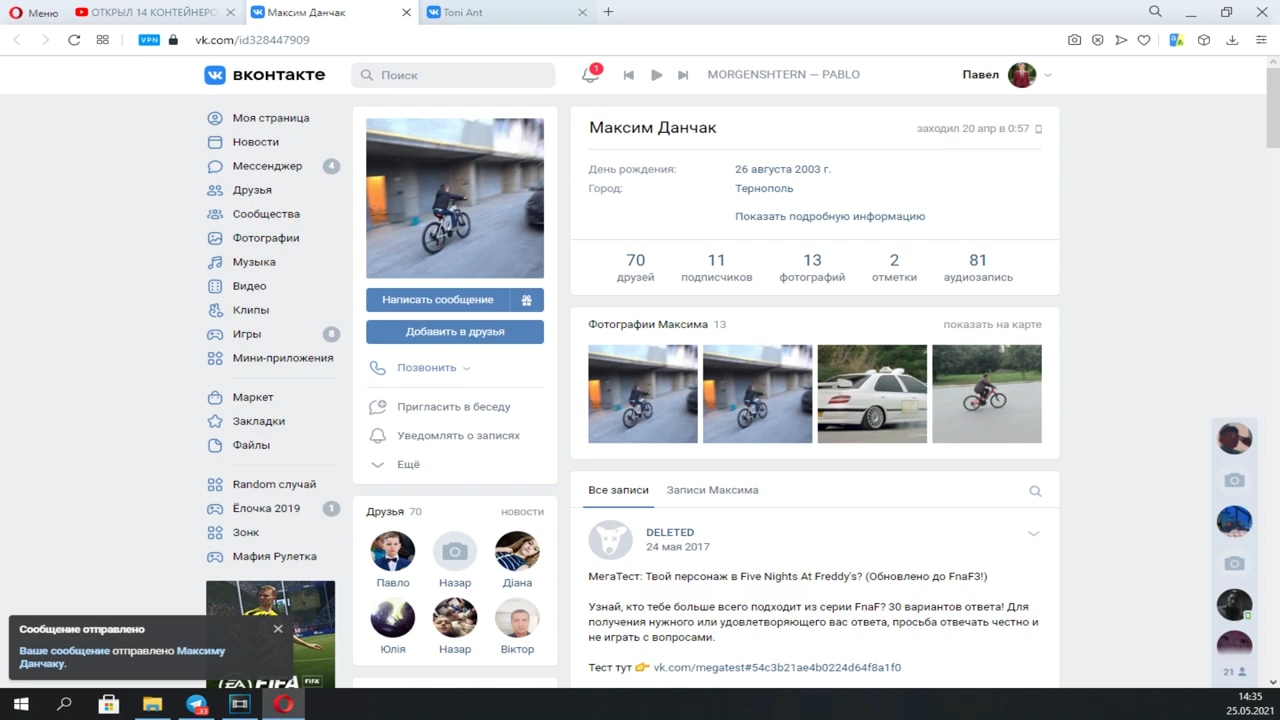 Меню
ОТКРЫЛ 14 КОНТЕЙНЕРО
Максим Данчак
Toni Ant
VPN
vk.com/id328447909
вконтакте
Поиск
1
MORGENSHTERN — PABLO
Павел
Моя страница
Новости
Мессенджер 4
Друзья
Сообщества
Фотографии
Музыка
Видео
Клипы
Игры 8
Мини-приложения
Маркет
Закладки
Файлы
Random случай
Ёлочка 2019 1
Зонк
Мафия Рулетка
EA FIFA
FIFA
Сообщение отправлено
Ваше сообщение отправлено Максиму
Данчаку.
Написать сообщение
Добавить в друзья
Позвонить
Пригласить в беседу
Уведомлять о записях
Ещё
Друзья 70
новости
Павло
Назар
Діана
Юлія
Назар
Віктор
Максим Данчак
заходил 20 апр в 0:57
День рождения: 26 августа 2003 г.
Город: Тернополь
Показать подробную информацию
70 11 13 2 81
друзей подписчиков фотографий отметки аудиозапись
Фотографии Максима 13
показать на карте
Все записи Записи Максима
DELETED
24 мая 2017
МегаТест: Твой персонаж в Five Nights At Freddy's? (Обновлено до FnaF3!)
Узнай, кто тебе больше всего подходит из серии FnaF? 30 вариантов ответа! Для
получения нужного или удовлетворяющего вас ответа, просьба отвечать честно и
не играть с вопросами.
Тест тут 👉 vk.com/megatest#54c3b21ae4b0224d64f8a1f0
21
33
14:35
25.05.2021